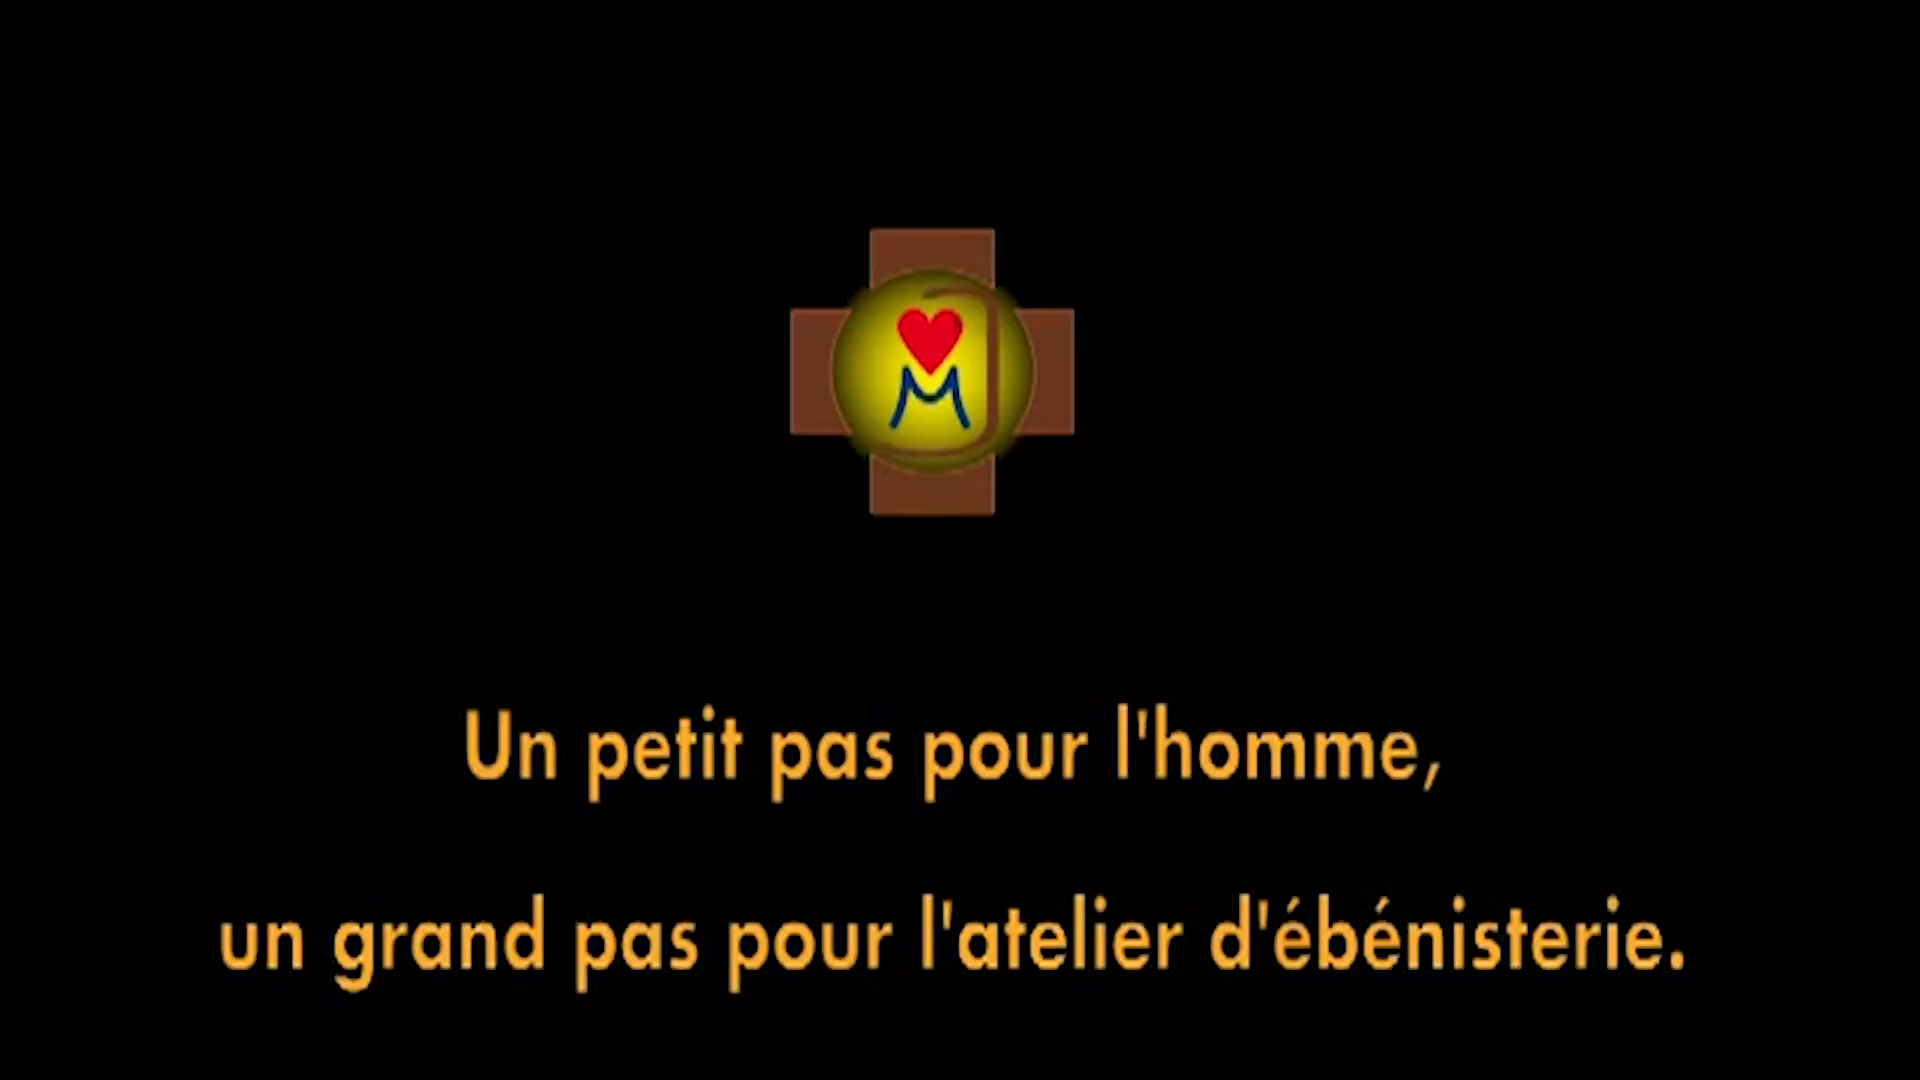 M
Un petit pas pour l'homme,
un grand pas pour l'atelier d'ébénisterie.